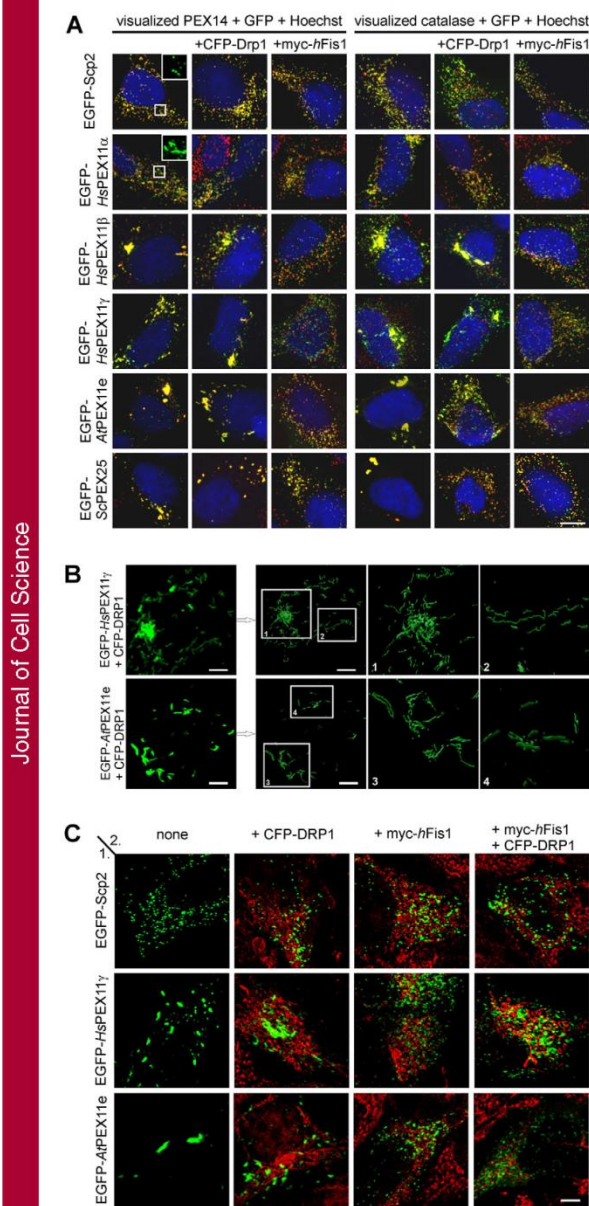 Journal of Cell Science
A
visualized PEX14 + GFP + Hoechst
visualized catalase + GFP + Hoechst
+CFP-Drp1 +myc-hFis1
+CFP-Drp1 +myc-hFis1
EGFP-Scp2
EGFP-
HsPEX11α
EGFP-
HsPEX11β
EGFP-
HsPEX11γ
EGFP-
AtPEX11e
EGFP-
ScPEX25
B
EGFP-HsPEX11γ
+ CFP-DRP1
1
2
1
2
EGFP-AtPEX11e
+ CFP-DRP1
4
3
3
4
C
1.
2.
none
+ CFP-DRP1
+ myc-hFis1
+ myc-hFis1
+ CFP-DRP1
EGFP-Scp2
EGFP-HsPEX11γ
EGFP-AtPEX11e